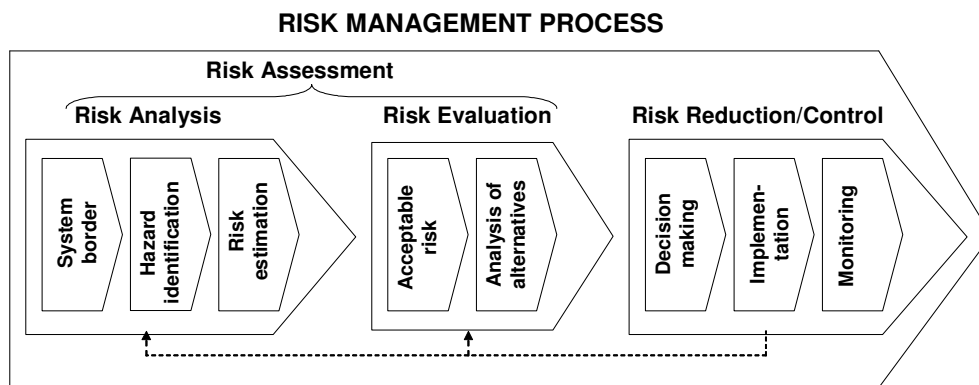 RISK MANAGEMENT PROCESS
Risk Assessment
Risk Analysis
Risk Evaluation
Risk Reduction/Control
System
border
Hazard
identification
Risk
estimation
Acceptable
risk
Analysis of
alternatives
Decision
making
Implemen-
tation
Monitoring